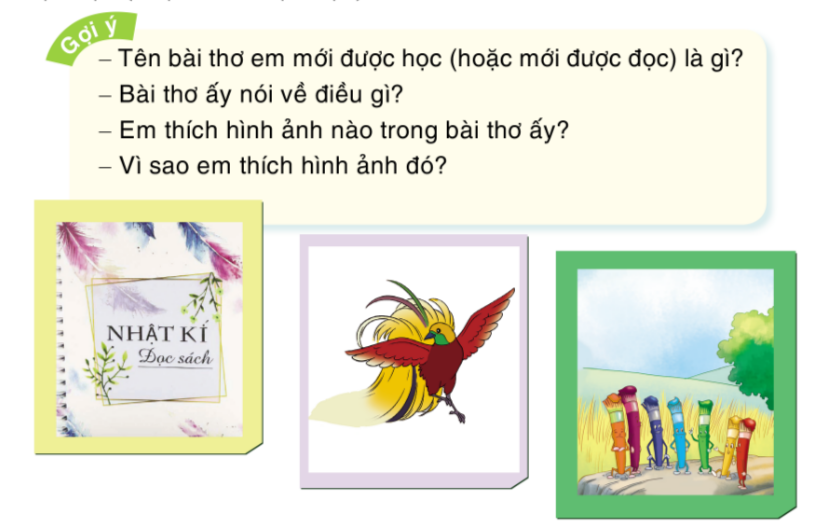 Gợi ý
– Tên bài thơ em mới được học (hoặc mới được đọc) là gì?
– Bài thơ ấy nói về điều gì?
– Em thích hình ảnh nào trong bài thơ ấy?
– Vì sao em thích hình ảnh đó?
NHẬT KÍ
Đọc sách